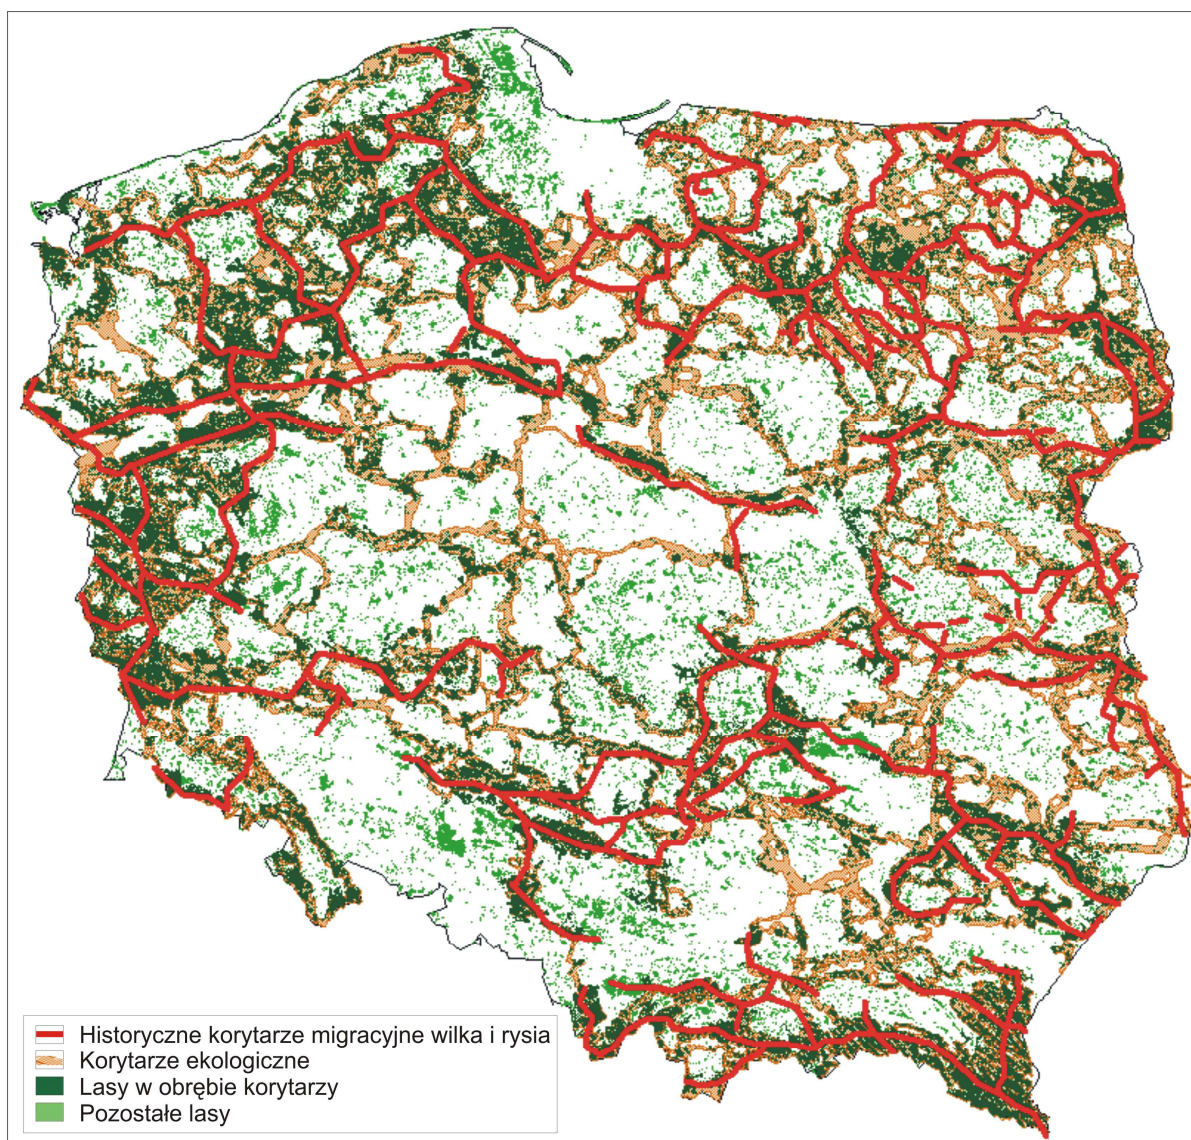 Historyczne korytarze migracyjne wilka i rysia
Korytarze ekologiczne
Lasy w obrębie korytarzy
Pozostałe lasy